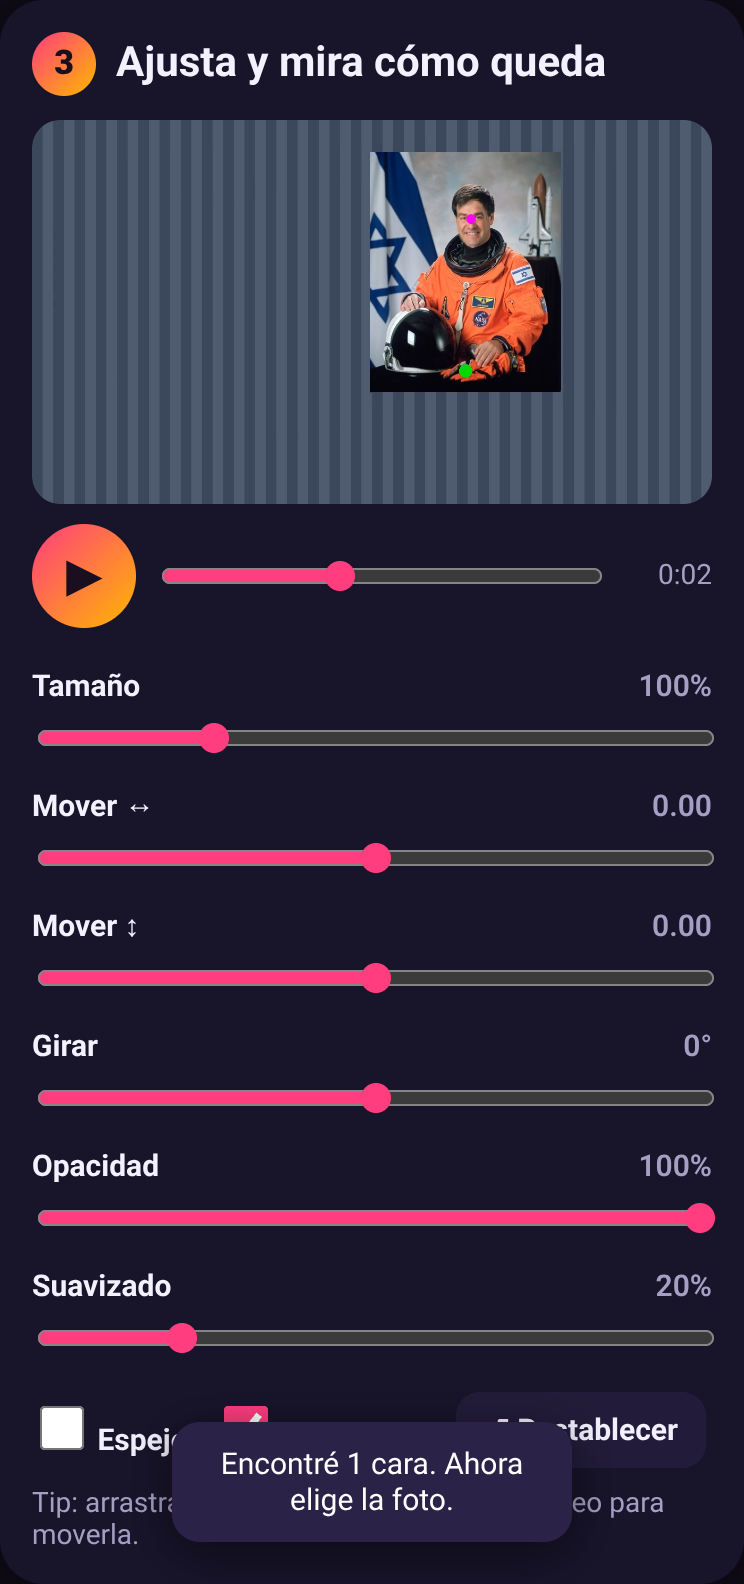 3 Ajusta y mira cómo queda
NASA
▶ 0:02
Tamaño 100%
Mover ↔ 0.00
Mover ↕ 0.00
Girar 0°
Opacidad 100%
Suavizado 20%
Encontré 1 cara. Ahora
elige la foto.
Tip:
para
moverla.